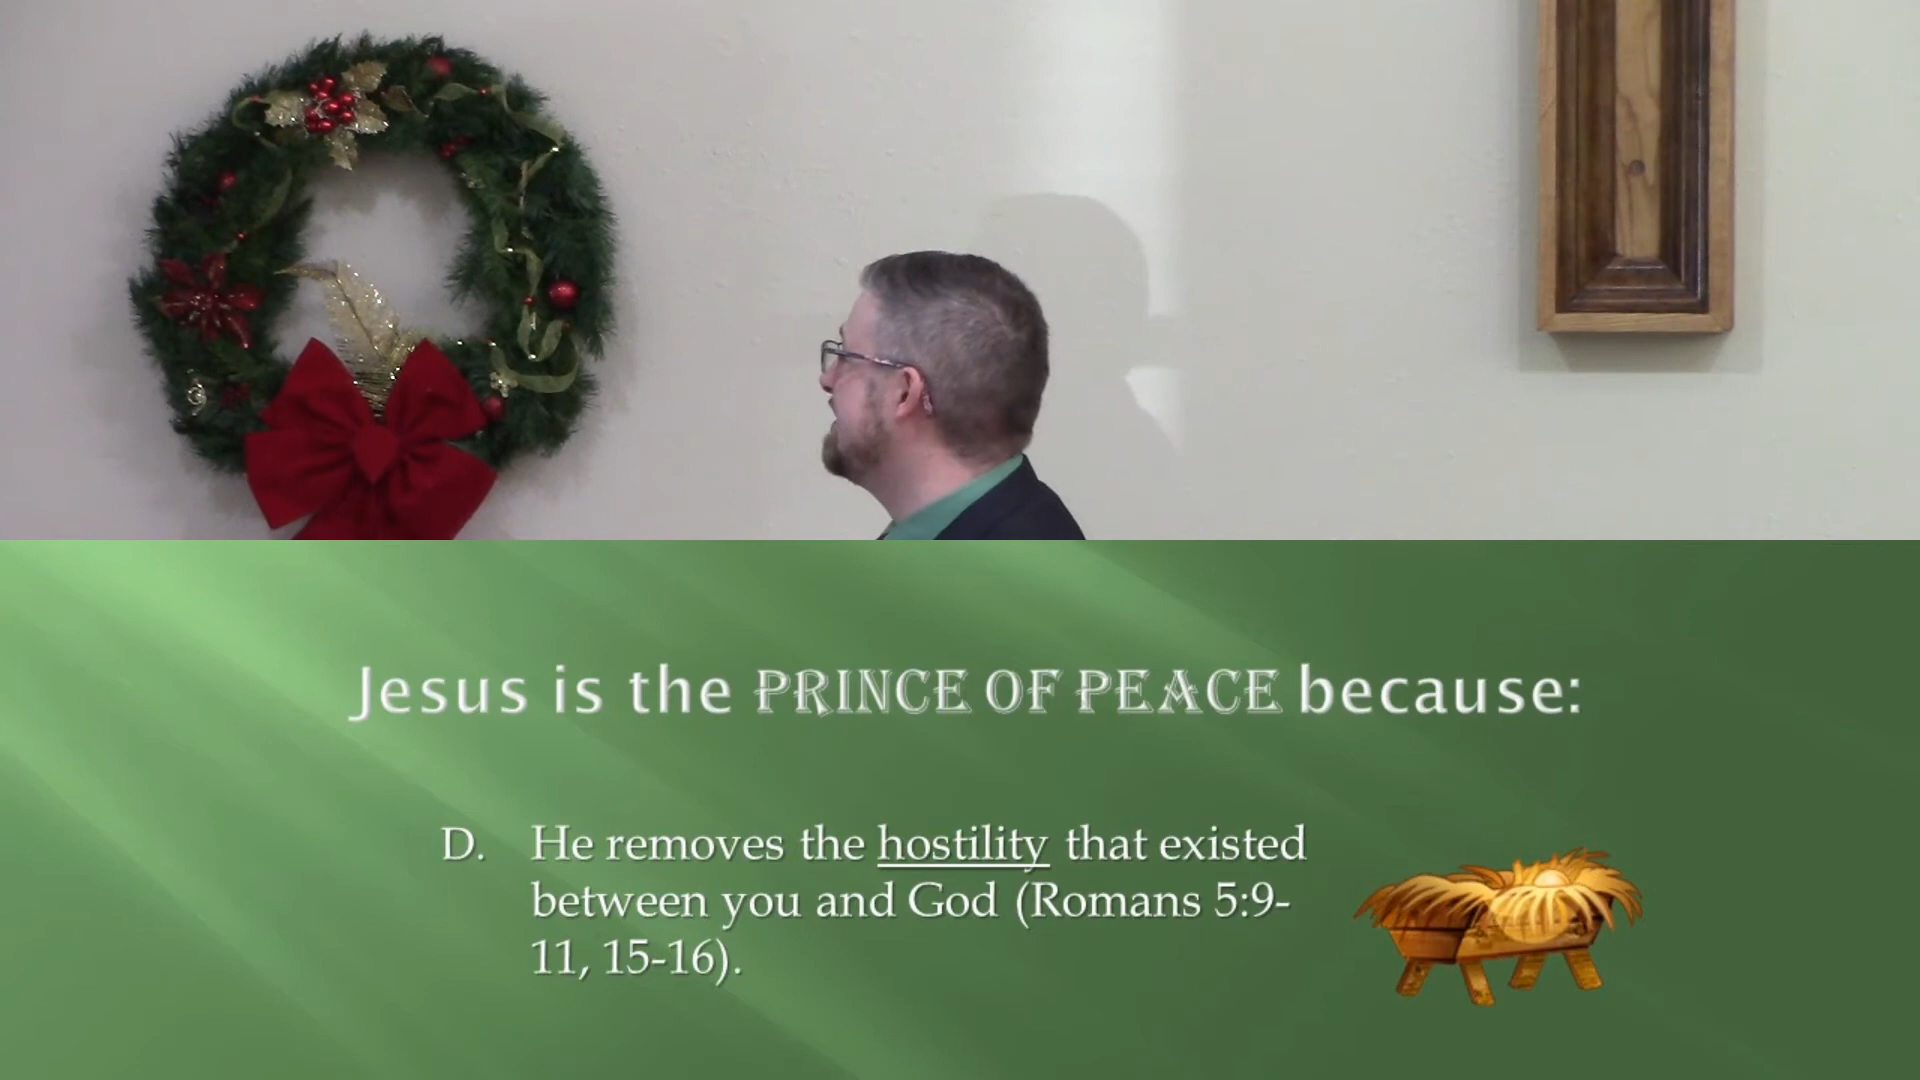 Jesus is the PRINCE OF PEACE because:
D. He removes the hostility that existed
between you and God (Romans 5:9-
11, 15-16).